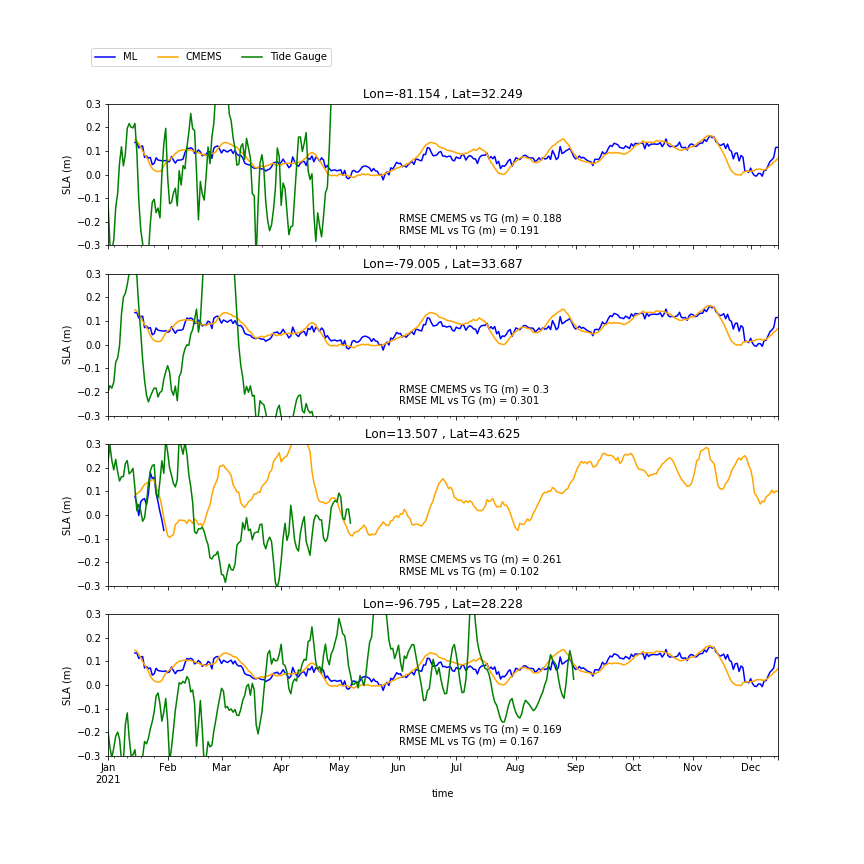 ML CMEMS Tide Gauge
Lon=-81.154 , Lat=32.249
0.3
0.2
0.1
0.0
−0.1
−0.2
−0.3
SLA (m)
RMSE CMEMS vs TG (m) = 0.188
RMSE ML vs TG (m) = 0.191
Lon=-79.005 , Lat=33.687
0.3
0.2
0.1
0.0
−0.1
−0.2
−0.3
SLA (m)
RMSE CMEMS vs TG (m) = 0.3
RMSE ML vs TG (m) = 0.301
Lon=13.507 , Lat=43.625
0.3
0.2
0.1
0.0
−0.1
−0.2
−0.3
SLA (m)
RMSE CMEMS vs TG (m) = 0.261
RMSE ML vs TG (m) = 0.102
Lon=-96.795 , Lat=28.228
0.3
0.2
0.1
0.0
−0.1
−0.2
−0.3
SLA (m)
RMSE CMEMS vs TG (m) = 0.169
RMSE ML vs TG (m) = 0.167
Jan Feb Mar Apr May Jun Jul Aug Sep Oct Nov Dec
2021
time